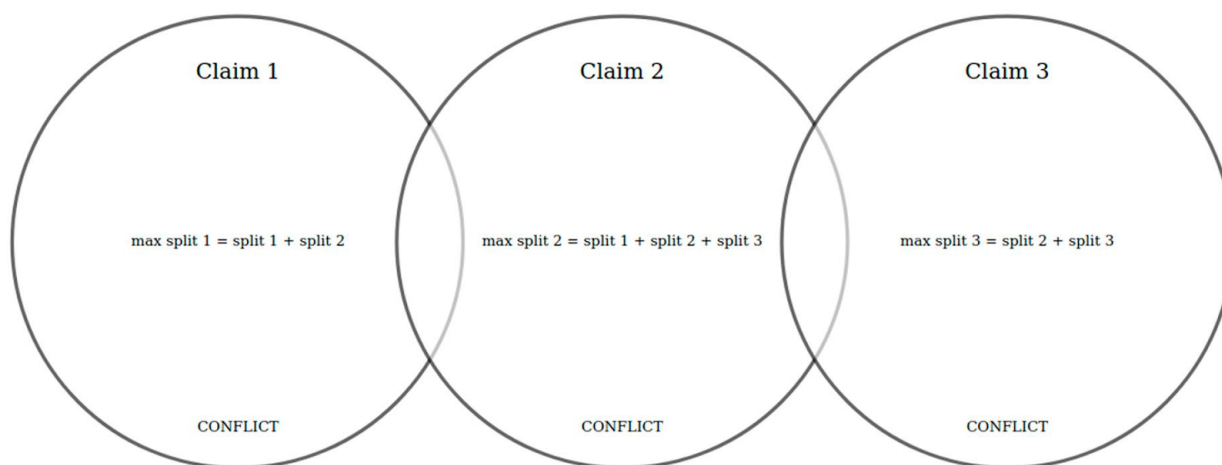 Claim 1
Claim 2
Claim 3
max split 1 = split 1 + split 2
max split 2 = split 1 + split 2 + split 3
max split 3 = split 2 + split 3
CONFLICT
CONFLICT
CONFLICT